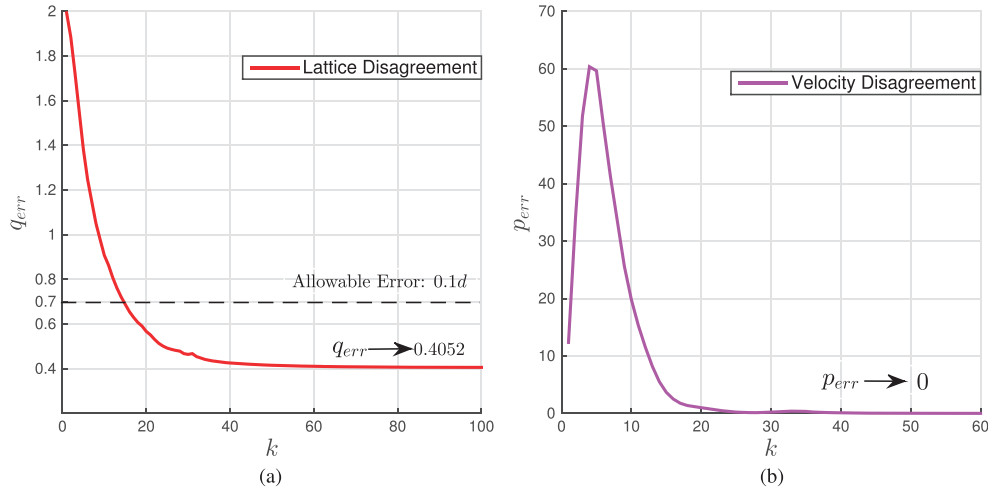 2
1.8
1.6
1.4
1.2
1
0.8
0.7
0.6
0.4
q_err
Lattice Disagreement
Allowable Error: 0.1d
q_err → 0.4052
0 20 40 60 80 100
k
(a)
70
60
50
40
30
20
10
0
p_err
Velocity Disagreement
p_err → 0
0 10 20 30 40 50 60
k
(b)